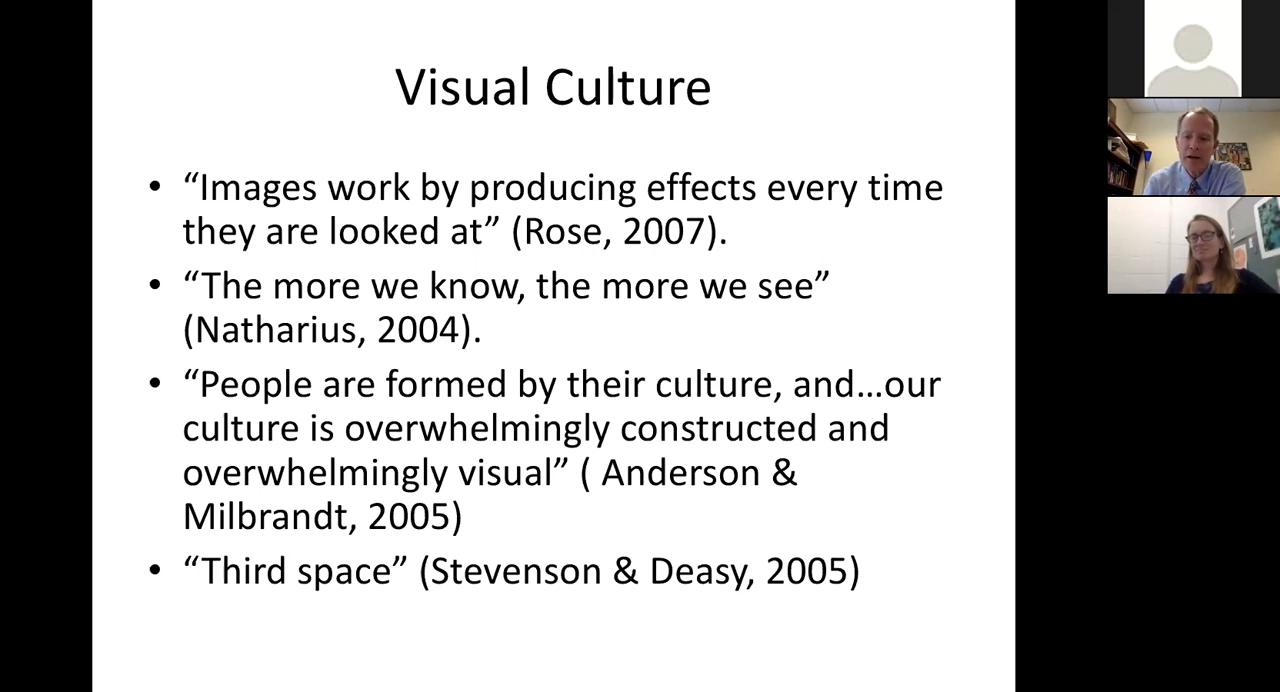 Visual Culture
• “Images work by producing effects every time
they are looked at” (Rose, 2007).
• “The more we know, the more we see”
(Natharius, 2004).
• “People are formed by their culture, and…our
culture is overwhelmingly constructed and
overwhelmingly visual” ( Anderson &
Milbrandt, 2005)
• “Third space” (Stevenson & Deasy, 2005)